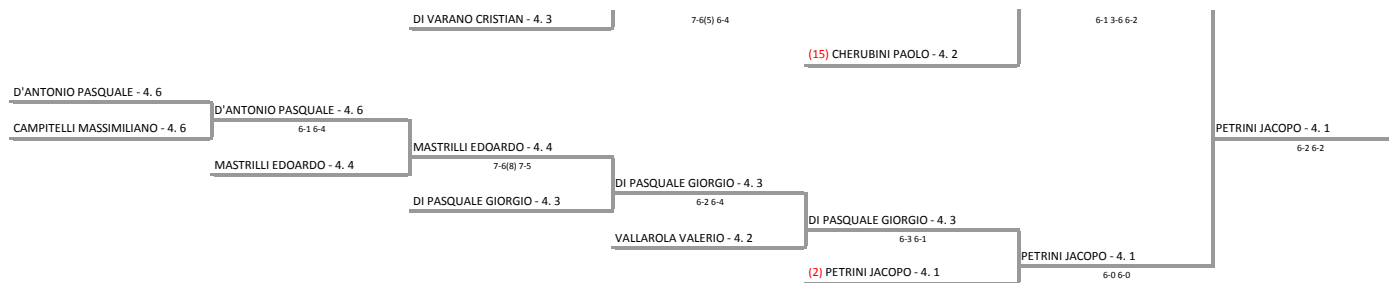 DI VARANO CRISTIAN - 4. 3
7-6(5) 6-4
6-1 3-6 6-2
(15) CHERUBINI PAOLO - 4. 2
D'ANTONIO PASQUALE - 4. 6
D'ANTONIO PASQUALE - 4. 6
CAMPITELLI MASSIMILIANO - 4. 6
6-1 6-4
PETRINI JACOPO - 4. 1
MASTRILLI EDOARDO - 4. 4
6-2 6-2
MASTRILLI EDOARDO - 4. 4
7-6(8) 7-5
DI PASQUALE GIORGIO - 4. 3
DI PASQUALE GIORGIO - 4. 3
6-2 6-4
DI PASQUALE GIORGIO - 4. 3
VALLAROLA VALERIO - 4. 2
6-3 6-1
PETRINI JACOPO - 4. 1
(2) PETRINI JACOPO - 4. 1
6-0 6-0